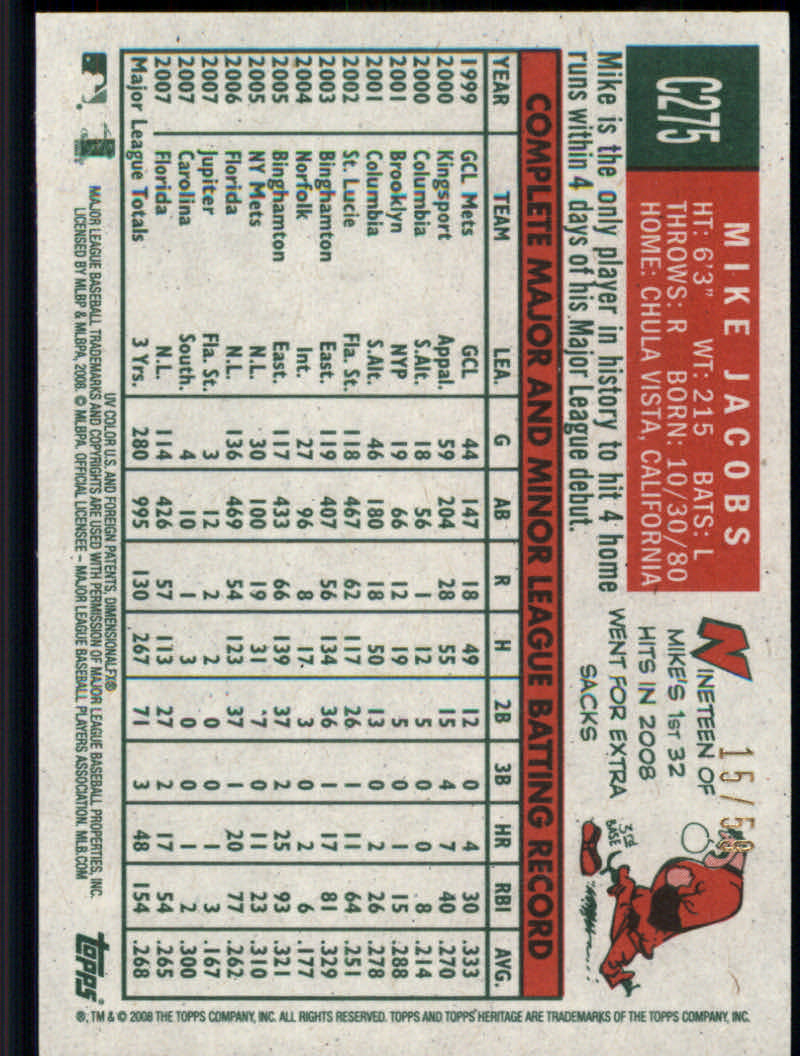 C275
MIKE JACOBS
HT: 6'3" WT: 215 BATS: L
THROWS: R BORN: 10/30/80
HOME: CHULA VISTA, CALIFORNIA
Mike is the only player in history to hit 4 home
runs within 4 days of his Major League debut.
NINETEEN OF
MIKE'S 1ST 32
HITS IN 2008
WENT FOR EXTRA
SACKS
15/59
3rd
BASE
COMPLETE MAJOR AND MINOR LEAGUE BATTING RECORD
YEAR TEAM LEA. G AB R H 2B 3B HR RBI AVG.
1999 GCL Mets GCL 44 147 18 49 12 0 4 30 .333
2000 Kingsport Appal. 59 204 28 55 15 4 7 40 .270
2000 Columbia S.Alt. 18 56 1 12 5 0 0 8 .214
2001 Brooklyn NYP 19 66 12 19 5 0 1 15 .288
2001 Columbia S.Alt. 46 180 18 50 13 0 2 26 .278
2002 St. Lucie Fla. St. 118 467 62 117 26 1 11 64 .251
2003 Binghamton East. 119 407 56 134 36 1 17 81 .329
2004 Norfolk Int. 27 96 8 17 3 0 2 6 .177
2005 Binghamton East. 117 433 66 139 37 2 25 93 .321
2005 NY Mets N.L. 30 100 19 31 7 0 11 23 .310
2006 Florida N.L. 136 469 54 123 37 1 20 77 .262
2007 Jupiter Fla. St. 3 12 2 2 0 0 1 3 .167
2007 Carolina South. 4 10 1 3 0 0 1 2 .300
2007 Florida N.L. 114 426 57 113 27 2 17 54 .265
Major League Totals 3 Yrs. 280 995 130 267 71 3 48 154 .268
UV COLOR U.S. AND FOREIGN PATENTS, DIMENSIONALFX®
MAJOR LEAGUE BASEBALL TRADEMARKS AND COPYRIGHTS ARE USED WITH PERMISSION OF MAJOR LEAGUE BASEBALL PROPERTIES, INC.
LICENSED BY MLBP & MLBPA, 2008. © MLBPA. OFFICIAL LICENSEE – MAJOR LEAGUE BASEBALL PLAYERS ASSOCIATION. MLB.COM
topps
®, TM & © 2008 THE TOPPS COMPANY, INC. ALL RIGHTS RESERVED. TOPPS AND TOPPS HERITAGE ARE TRADEMARKS OF THE TOPPS COMPANY, INC.